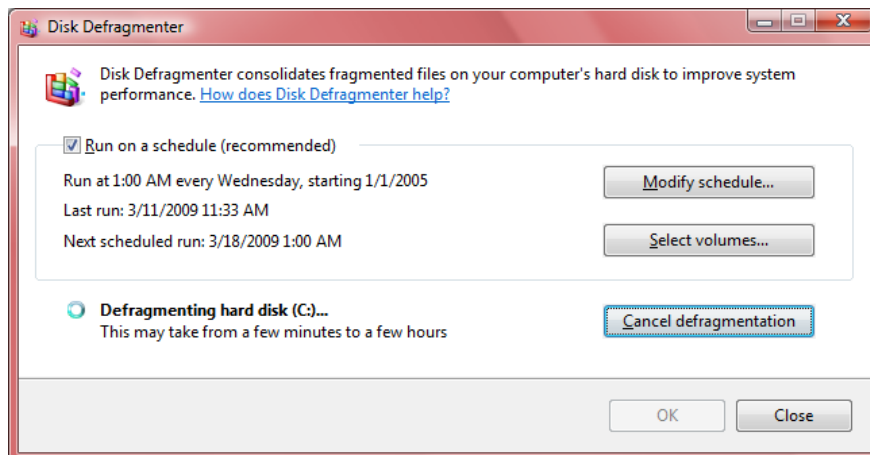 Disk Defragmenter
Disk Defragmenter consolidates fragmented files on your computer's hard disk to improve system
performance. How does Disk Defragmenter help?
Run on a schedule (recommended)
Run at 1:00 AM every Wednesday, starting 1/1/2005
Modify schedule...
Last run: 3/11/2009 11:33 AM
Next scheduled run: 3/18/2009 1:00 AM
Select volumes...
Defragmenting hard disk (C:)...
This may take from a few minutes to a few hours
Cancel defragmentation
OK
Close